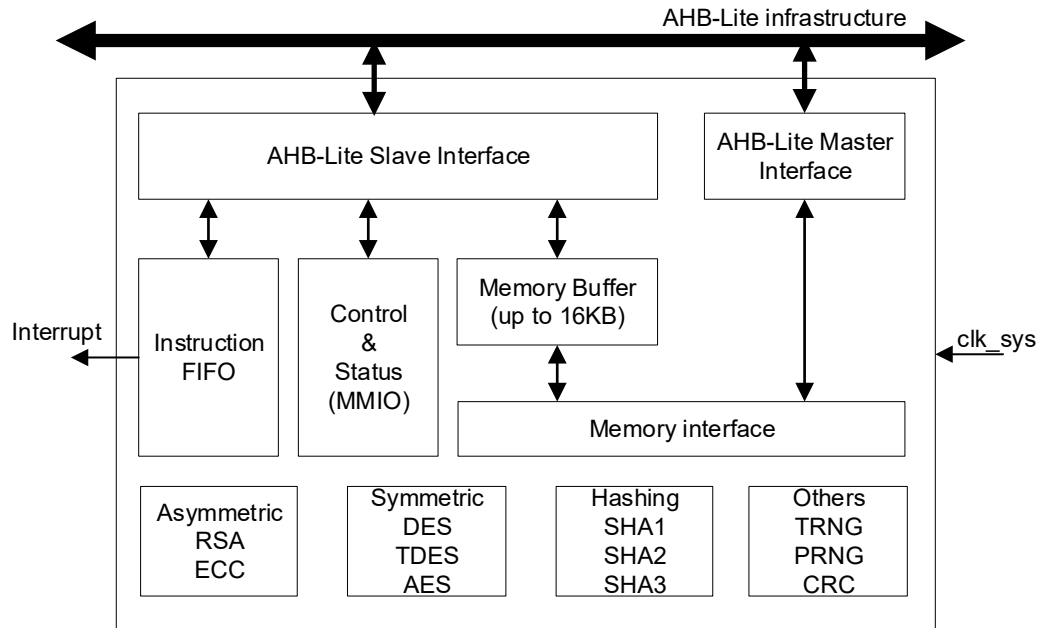 AHB-Lite infrastructure
AHB-Lite Slave Interface
AHB-Lite Master
Interface
Interrupt
Instruction
FIFO
Control
&
Status
(MMIO)
Memory Buffer
(up to 16KB)
clk_sys
Memory interface
Asymmetric
RSA
ECC
Symmetric
DES
TDES
AES
Hashing
SHA1
SHA2
SHA3
Others
TRNG
PRNG
CRC